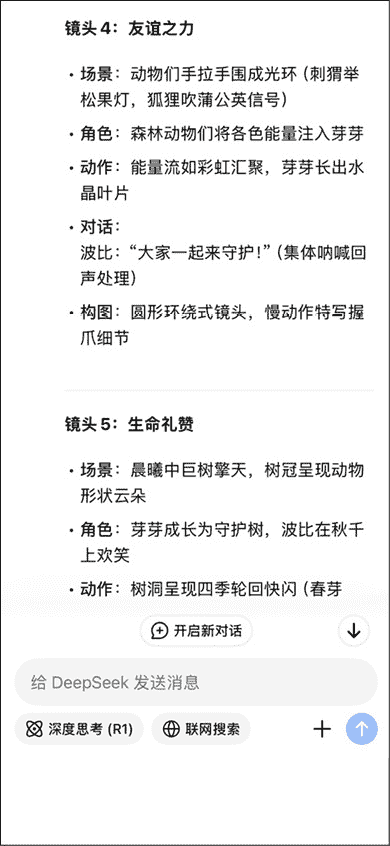 镜头4：友谊之力
• 场景：动物们手拉手围成光环（刺猬举
松果灯，狐狸吹蒲公英信号）
• 角色：森林动物们将各色能量注入芽芽
• 动作：能量流如彩虹汇聚，芽芽长出水
晶叶片
• 对话：
波比：“大家一起来守护！”（集体呐喊回
声处理）
• 构图：圆形环绕式镜头，慢动作特写握
爪细节
镜头5：生命礼赞
• 场景：晨曦中巨树擎天，树冠呈现动物
形状云朵
• 角色：芽芽成长为守护树，波比在秋千
上欢笑
• 动作：树洞呈现四季轮回快闪（春芽
开启新对话
给 DeepSeek 发送消息
深度思考 (R1) 联网搜索